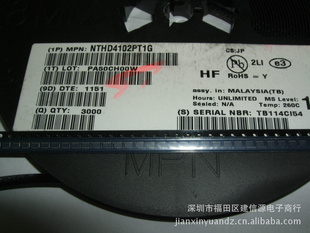 (1P) MPN: NTHD4102PT1G
(1T) LOT: PA50CH00W
(9D) DTE: 1151
(Q) QTY: 3000
CS:JP
2LI
e3
HF
RoHS = Y
assy. in: MALAYSIA(TB)
Hours: UNLIMITED MS Level: 1
Sealed: N/A Temp: 260C
(S) SERIAL NBR: TB114CI54
MPN
深圳市福田区建信源电子商行
jianxinyuandz.cn.alibaba.com